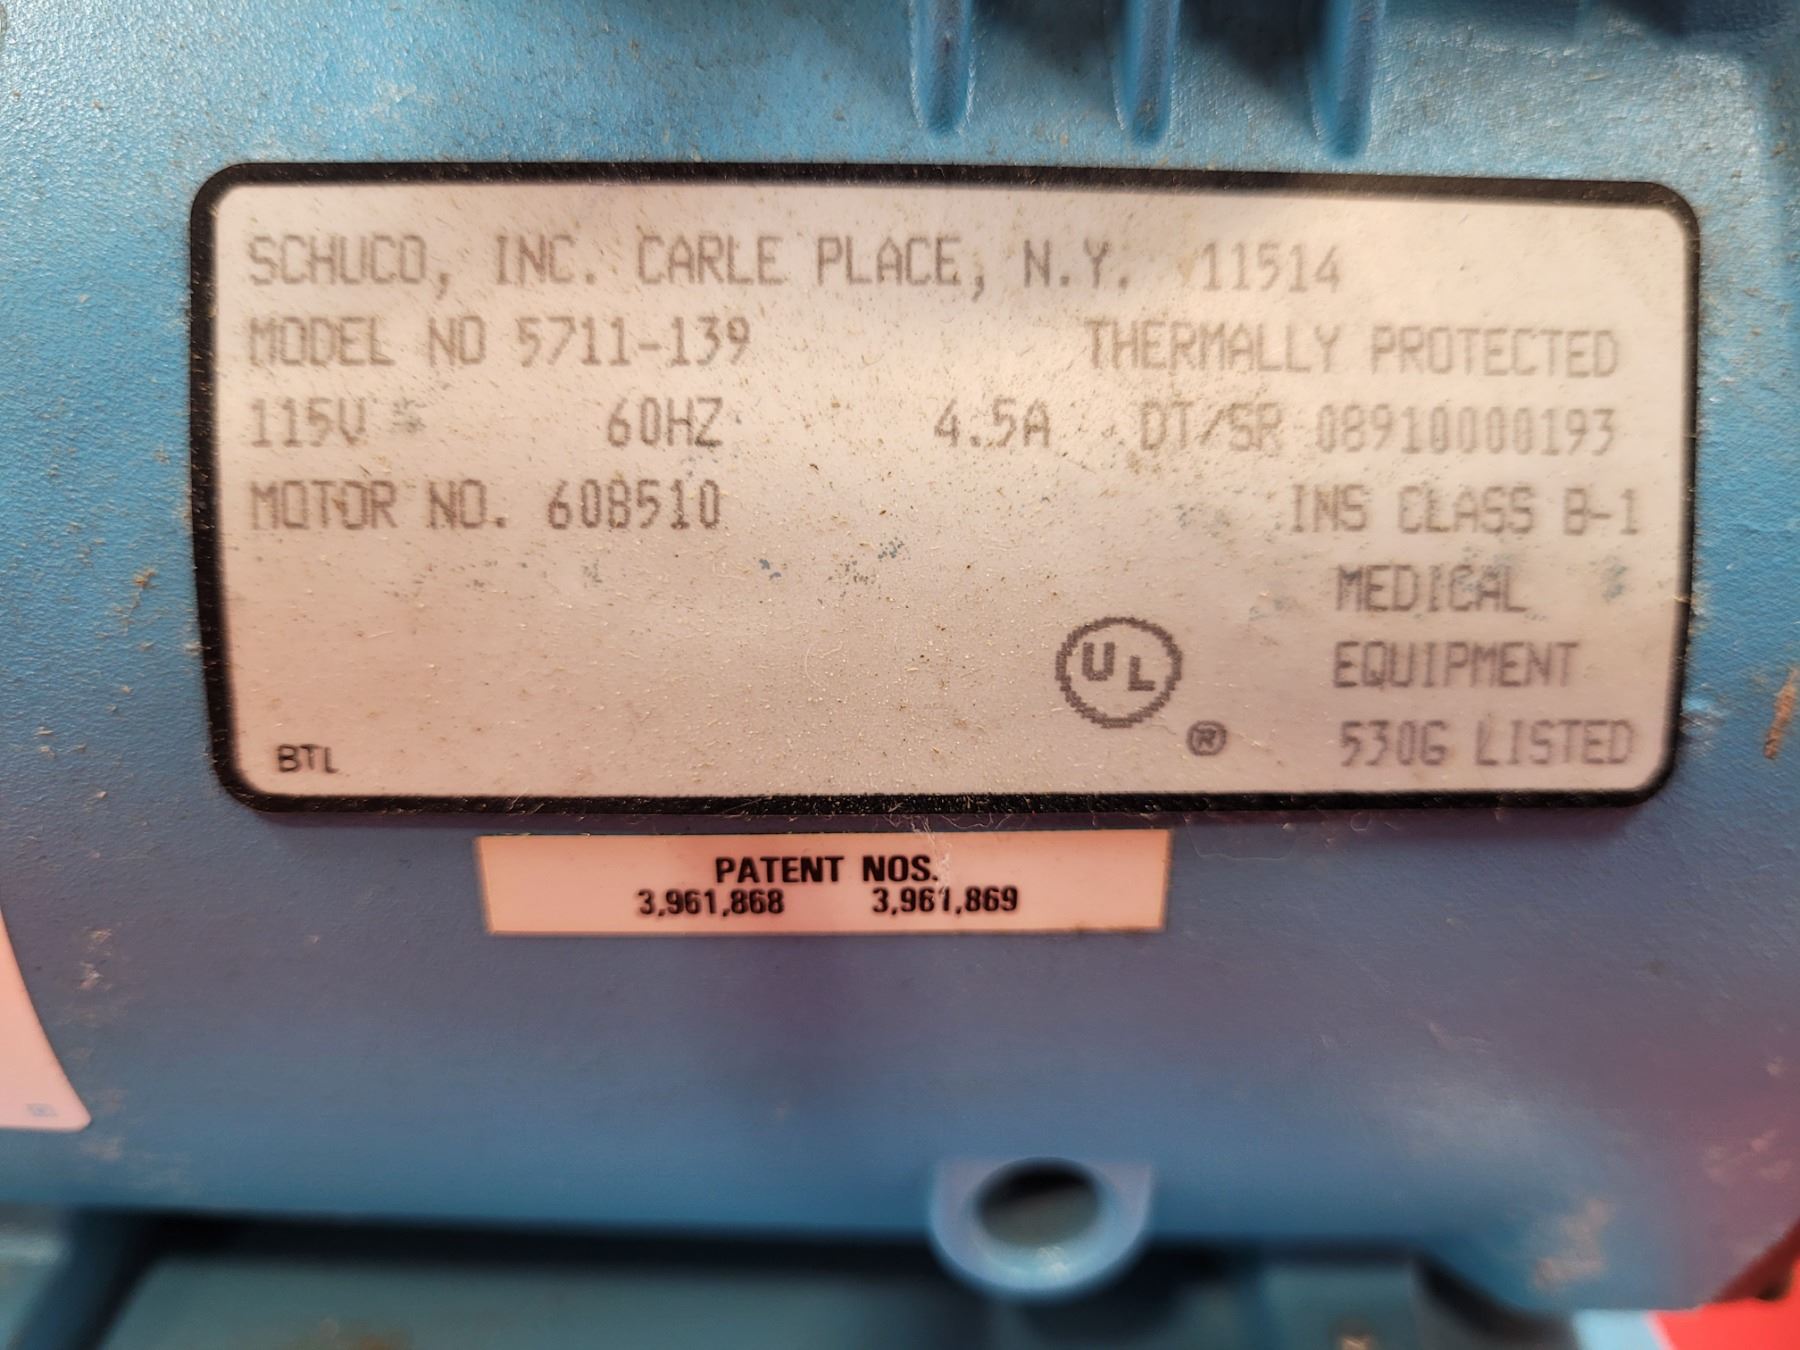 SCHUCO, INC. CARLE PLACE, N.Y. 11514
MODEL NO 5711-139 THERMALLY PROTECTED
115V 60HZ 4.5A DT/SR 08910000193
MOTOR NO. 608510 INS CLASS B-1
MEDICAL
EQUIPMENT
UL ® 530G LISTED
BTL
PATENT NOS.
3,961,868 3,961,869